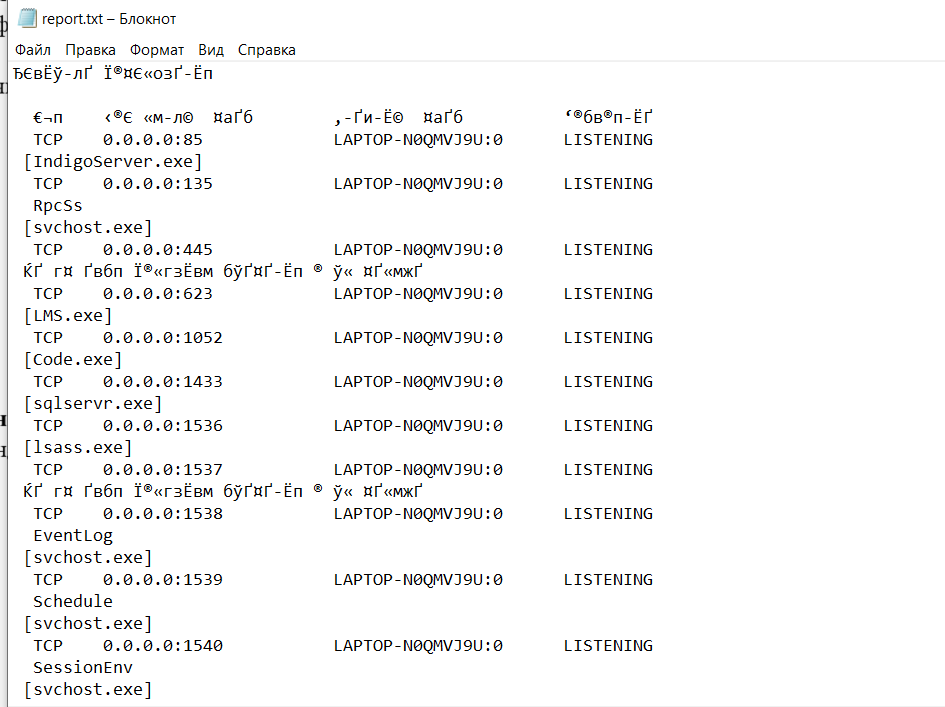 report.txt – Блокнот
Файл Правка Формат Вид Справка
ЂЄвЁў­-лҐ Ї®¤Є«озҐ-Ёп
€¬п ‹®Є «м-л© ¤аҐб ‚-Ґи-Ё© ¤аҐб ‘®бв®п-ЁҐ
TCP 0.0.0.0:85 LAPTOP-N0QMVJ9U:0 LISTENING
[IndigoServer.exe]
TCP 0.0.0.0:135 LAPTOP-N0QMVJ9U:0 LISTENING
RpcSs
[svchost.exe]
TCP 0.0.0.0:445 LAPTOP-N0QMVJ9U:0 LISTENING
ЌҐ г¤ Ґвбп Ї®«гзЁвм бўҐ¤Ґ-Ёп ® ў« ¤Ґ«мжҐ
TCP 0.0.0.0:623 LAPTOP-N0QMVJ9U:0 LISTENING
[LMS.exe]
TCP 0.0.0.0:1052 LAPTOP-N0QMVJ9U:0 LISTENING
[Code.exe]
TCP 0.0.0.0:1433 LAPTOP-N0QMVJ9U:0 LISTENING
[sqlservr.exe]
TCP 0.0.0.0:1536 LAPTOP-N0QMVJ9U:0 LISTENING
[lsass.exe]
TCP 0.0.0.0:1537 LAPTOP-N0QMVJ9U:0 LISTENING
ЌҐ г¤ Ґвбп Ї®«гзЁвм бўҐ¤Ґ-Ёп ® ў« ¤Ґ«мжҐ
TCP 0.0.0.0:1538 LAPTOP-N0QMVJ9U:0 LISTENING
EventLog
[svchost.exe]
TCP 0.0.0.0:1539 LAPTOP-N0QMVJ9U:0 LISTENING
Schedule
[svchost.exe]
TCP 0.0.0.0:1540 LAPTOP-N0QMVJ9U:0 LISTENING
SessionEnv
[svchost.exe]